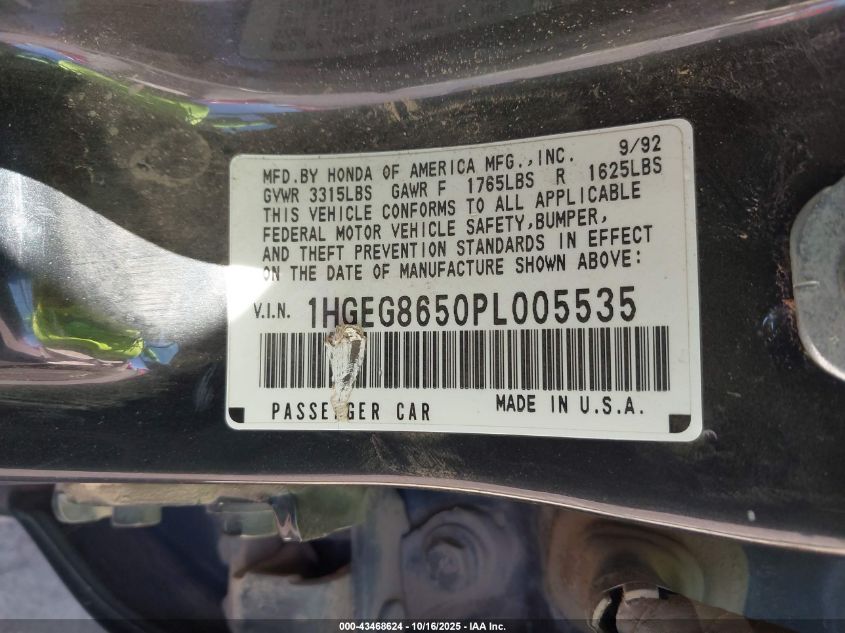 MFD.BY HONDA OF AMERICA MFG.,INC. 9/92
GVWR 3315LBS GAWR F 1765LBS R 1625LBS
THIS VEHICLE CONFORMS TO ALL APPLICABLE
FEDERAL MOTOR VEHICLE SAFETY,BUMPER,
AND THEFT PREVENTION STANDARDS IN EFFECT
ON THE DATE OF MANUFACTURE SHOWN ABOVE:
V.I.N. 1HGEG8650PL005535
PASSENGER CAR MADE IN U.S.A.
000-43468624 - 10/16/2025 - IAA Inc.